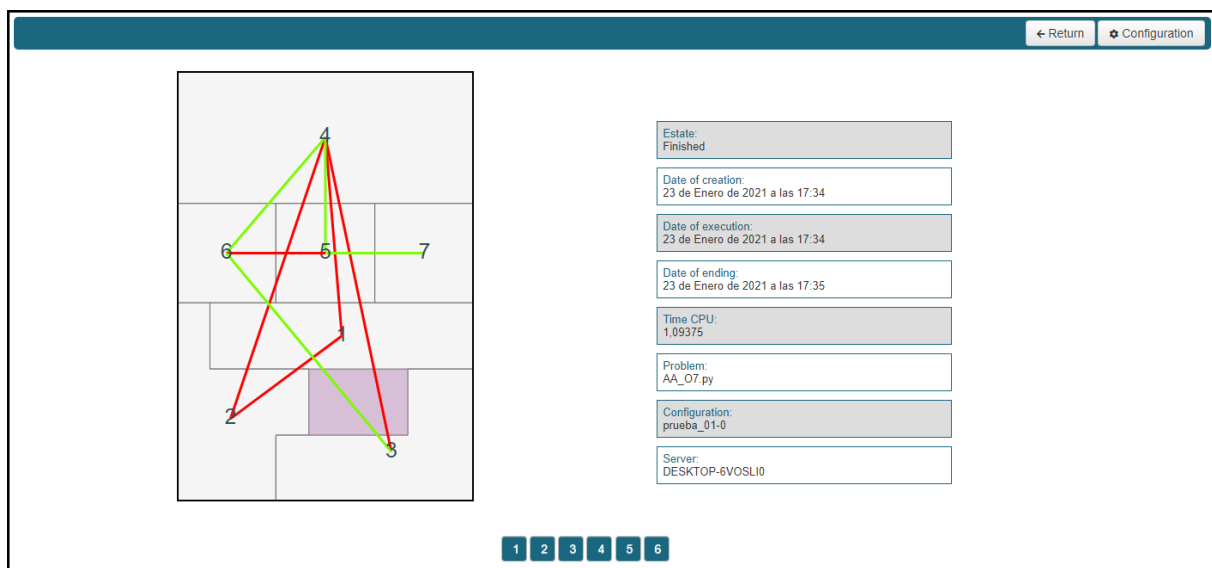 Return
Configuration
4
6
5
7
1
2
3
Estate:
Finished
Date of creation:
23 de Enero de 2021 a las 17:34
Date of execution:
23 de Enero de 2021 a las 17:34
Date of ending:
23 de Enero de 2021 a las 17:35
Time CPU:
1,09375
Problem:
AA_O7.py
Configuration:
prueba_01-0
Server:
DESKTOP-6VOSLI0
1 2 3 4 5 6